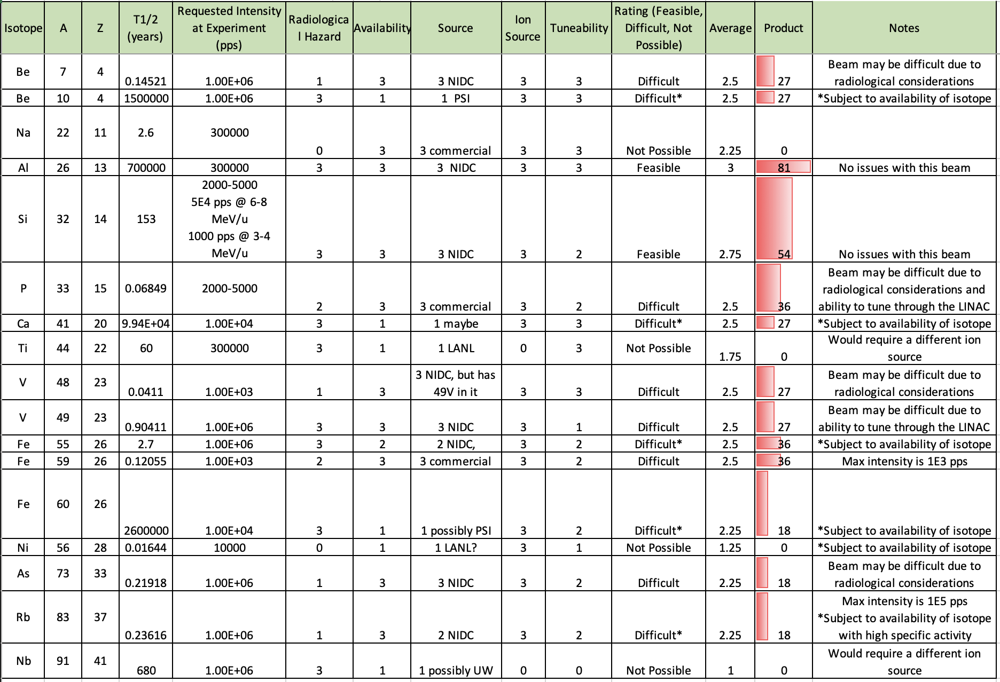 Isotope A Z T1/2 (years) Requested Intensity at Experiment (pps) Radiologica l Hazard Availability Source Ion Source Tuneability Rating (Feasible, Difficult, Not Possible) Average Product Notes
Be 7 4 0.14521 1.00E+06 1 3 3 NIDC 3 3 Difficult 2.5 27 Beam may be difficult due to radiological considerations
Be 10 4 1500000 1.00E+06 3 1 1 PSI 3 3 Difficult* 2.5 27 *Subject to availability of isotope
Na 22 11 2.6 300000 0 3 3 commercial 3 3 Not Possible 2.25 0
Al 26 13 700000 300000 3 3 3 NIDC 3 3 Feasible 3 81 No issues with this beam
Si 32 14 153 2000-5000 5E4 pps @ 6-8 MeV/u 1000 pps @ 3-4 MeV/u 3 3 3 NIDC 3 2 Feasible 2.75 54 No issues with this beam
P 33 15 0.06849 2000-5000 2 3 3 commercial 3 2 Difficult 2.5 36 Beam may be difficult due to radiological considerations and ability to tune through the LINAC
Ca 41 20 9.94E+04 1.00E+04 3 1 1 maybe 3 3 Difficult* 2.5 27 *Subject to availability of isotope
Ti 44 22 60 300000 3 1 1 LANL 0 3 Not Possible 1.75 0 Would require a different ion source
V 48 23 0.0411 1.00E+03 1 3 3 NIDC, but has 49V in it 3 3 Difficult 2.5 27 Beam may be difficult due to radiological considerations
V 49 23 0.90411 1.00E+06 3 3 3 NIDC 3 1 Difficult 2.5 27 Beam may be difficult due to ability to tune through the LINAC
Fe 55 26 2.7 1.00E+06 3 2 2 NIDC, 3 2 Difficult* 2.5 36 *Subject to availability of isotope
Fe 59 26 0.12055 1.00E+03 2 3 3 commercial 3 2 Difficult 2.5 36 Max intensity is 1E3 pps
Fe 60 26 2600000 1.00E+04 3 1 1 possibly PSI 3 2 Difficult* 2.25 18 *Subject to availability of isotope
Ni 56 28 0.01644 10000 0 1 1 LANL? 3 1 Not Possible 1.25 0 *Subject to availability of isotope
As 73 33 0.21918 1.00E+06 1 3 3 NIDC 3 2 Difficult 2.25 18 Beam may be difficult due to radiological considerations
Rb 83 37 0.23616 1.00E+06 1 3 2 NIDC 3 2 Difficult* 2.25 18 Max intensity is 1E5 pps *Subject to availability of isotope with high specific activity
Nb 91 41 680 1.00E+06 3 1 1 possibly UW 0 0 Not Possible 1 0 Would require a different ion source